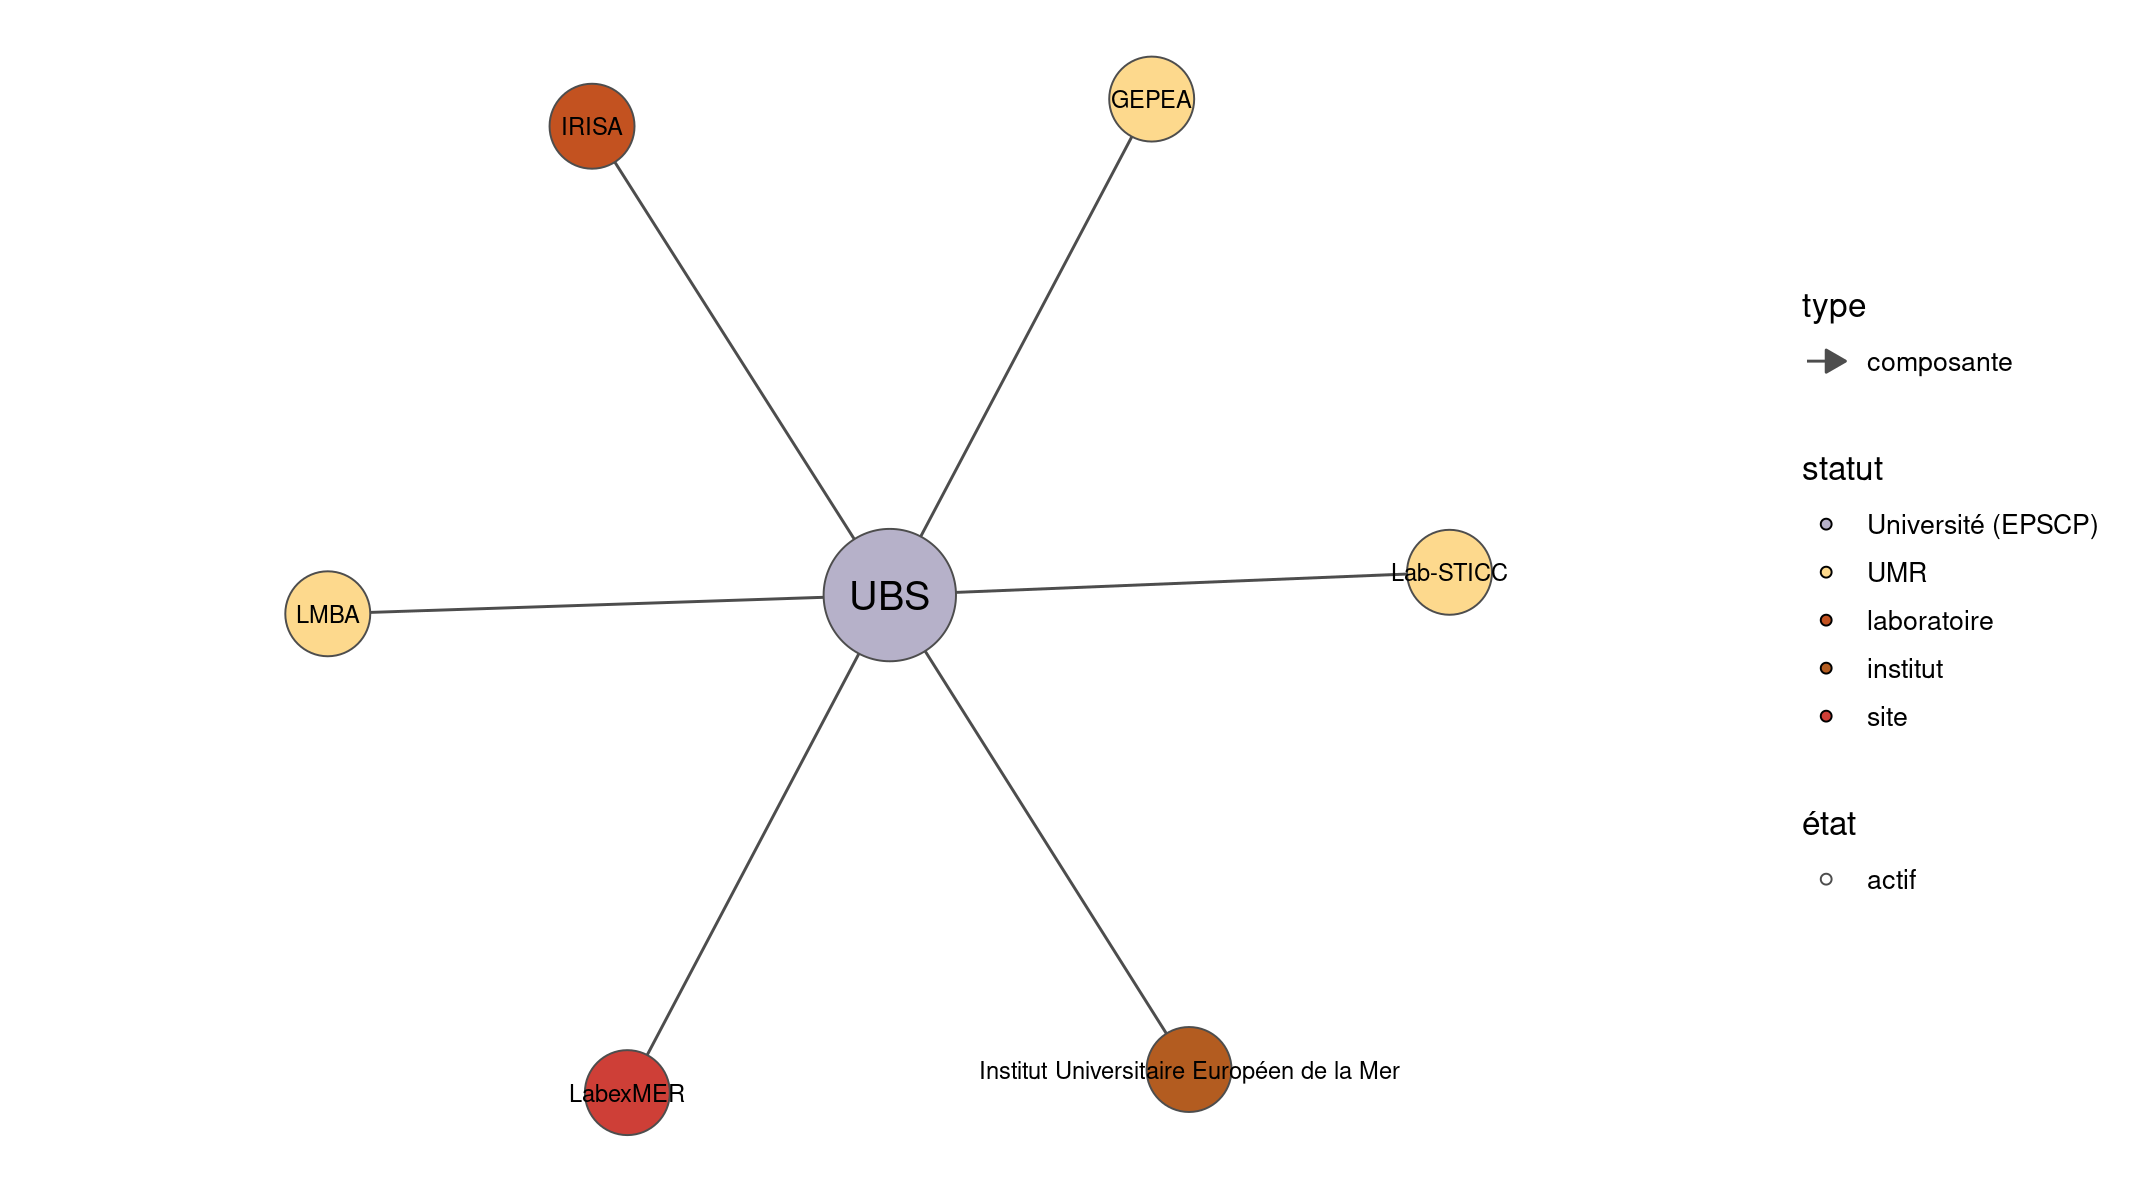 GEPEA
IRISA
Lab-STICC
UBS
LMBA
Institut Universitaire Européen de la Mer
LabexMER
type
composante
statut
Université (EPSCP)
UMR
laboratoire
institut
site
état
actif